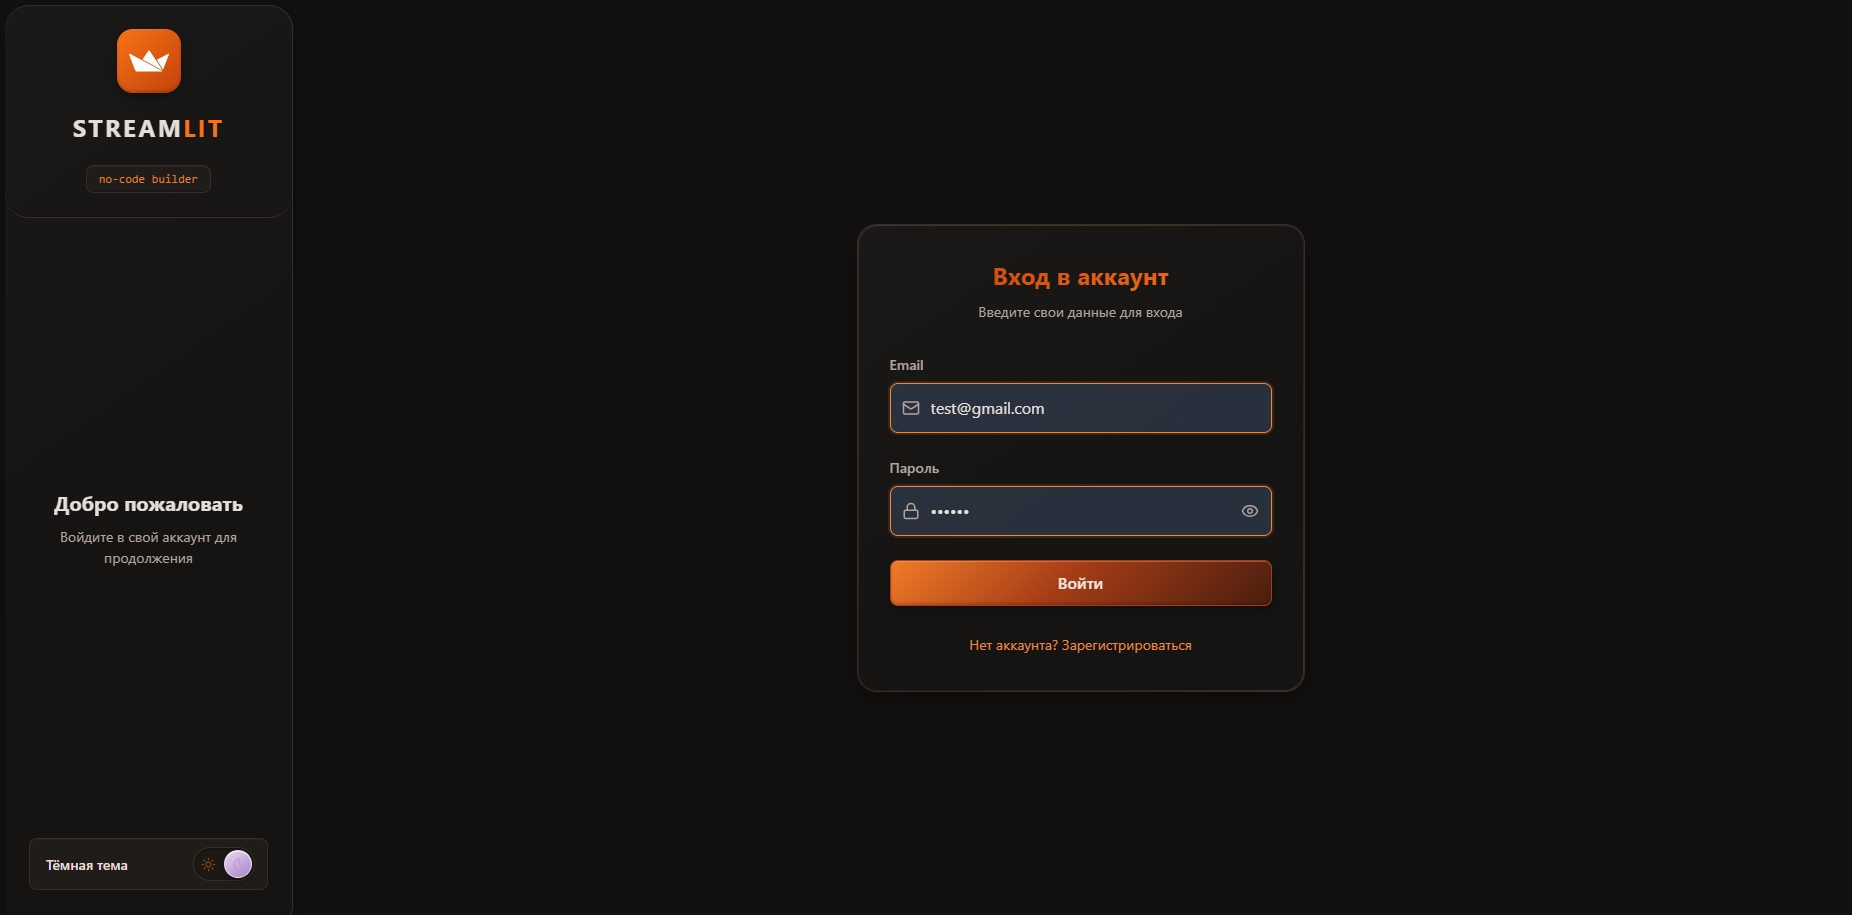 STREAMLIT
no-code builder
Добро пожаловать
Войдите в свой аккаунт для
продолжения
Тёмная тема
Вход в аккаунт
Введите свои данные для входа
Email
test@gmail.com
Пароль
••••••
Войти
Нет аккаунта? Зарегистрироваться